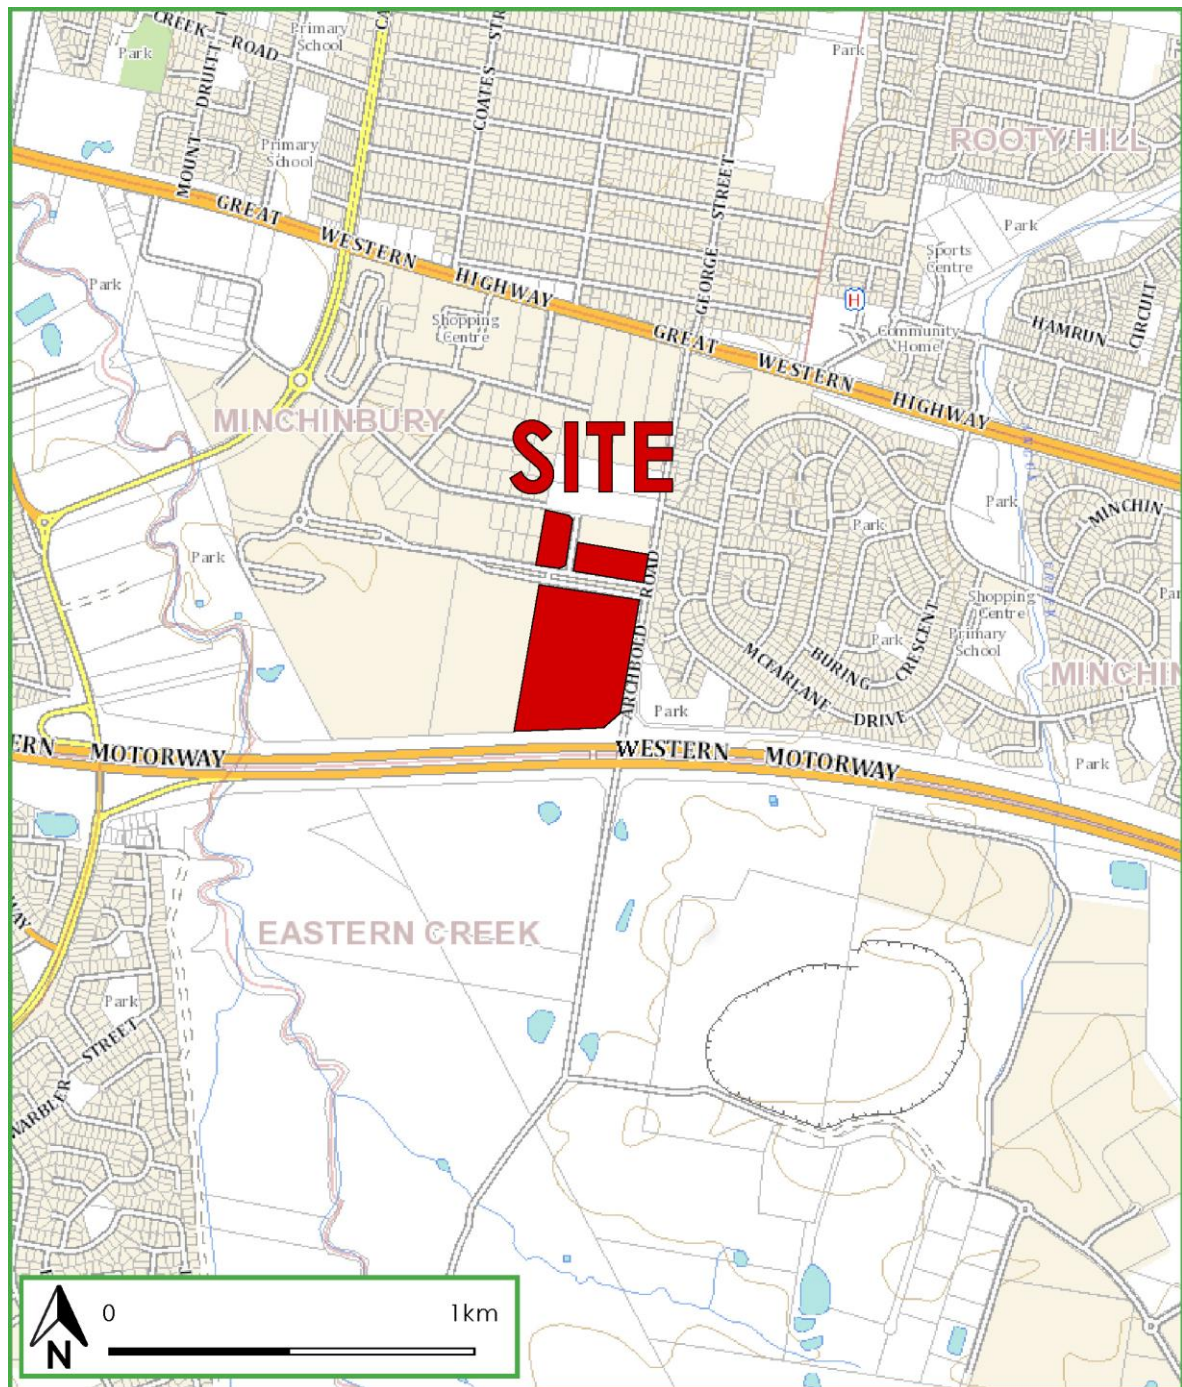 CREEK ROAD
Park
Primary
School
MOUNT DRUITT
COATES
Park
ROOTY HILL
Primary
School
GREAT WESTERN HIGHWAY
GEORGE STREET
Park
Sports
Centre
Park
H
HAMRUN CIRCUIT
Shopping
Centre
Community
Home
GREAT WESTERN HIGHWAY
MINCHINBURY
SITE
Park
MINCHIN
Park
Park
ARCHBOLD ROAD
Shopping
Centre
Primary
School
Park
MCFARLANE DRIVE
BURING CRESCENT
MINCHIN
Park
Park
MOTORWAY
WESTERN MOTORWAY
EASTERN CREEK
Park
WARBLER STREET
0 1km
N